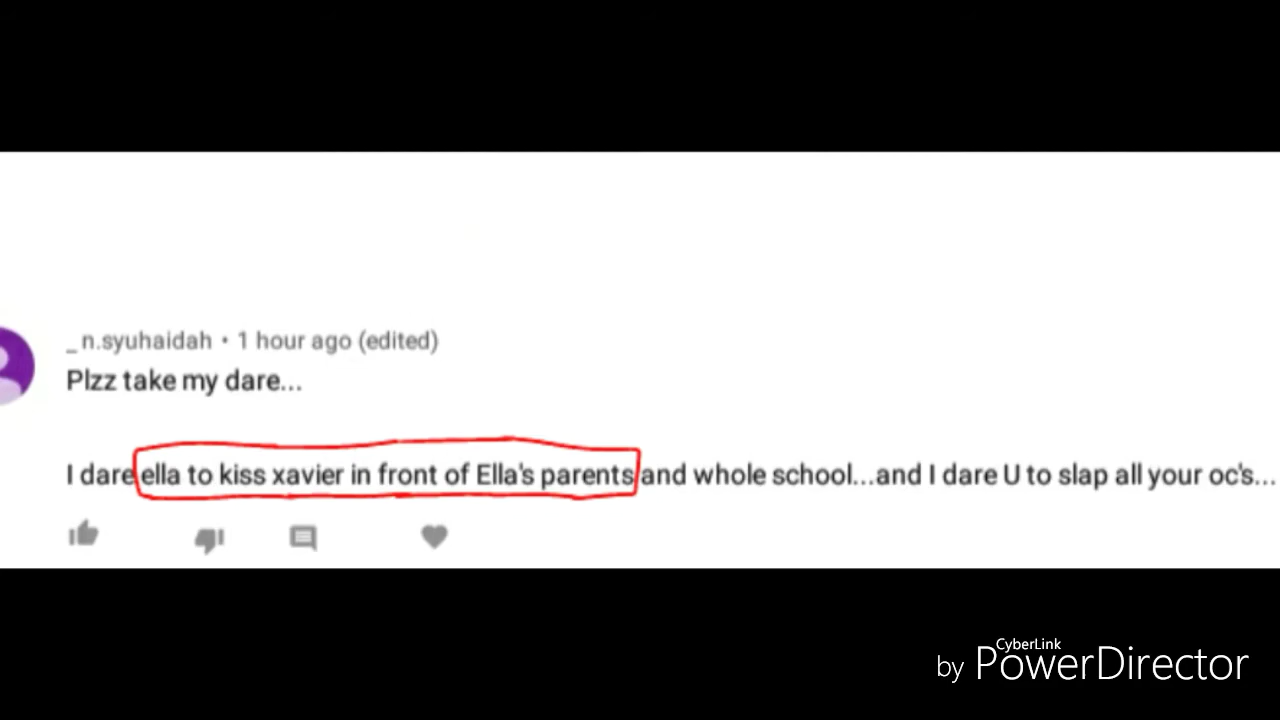 _n.syuhaidah • 1 hour ago (edited)
Plzz take my dare...
I dare ella to kiss xavier in front of Ella's parents and whole school...and I dare U to slap all your oc's...
CyberLink
by PowerDirector